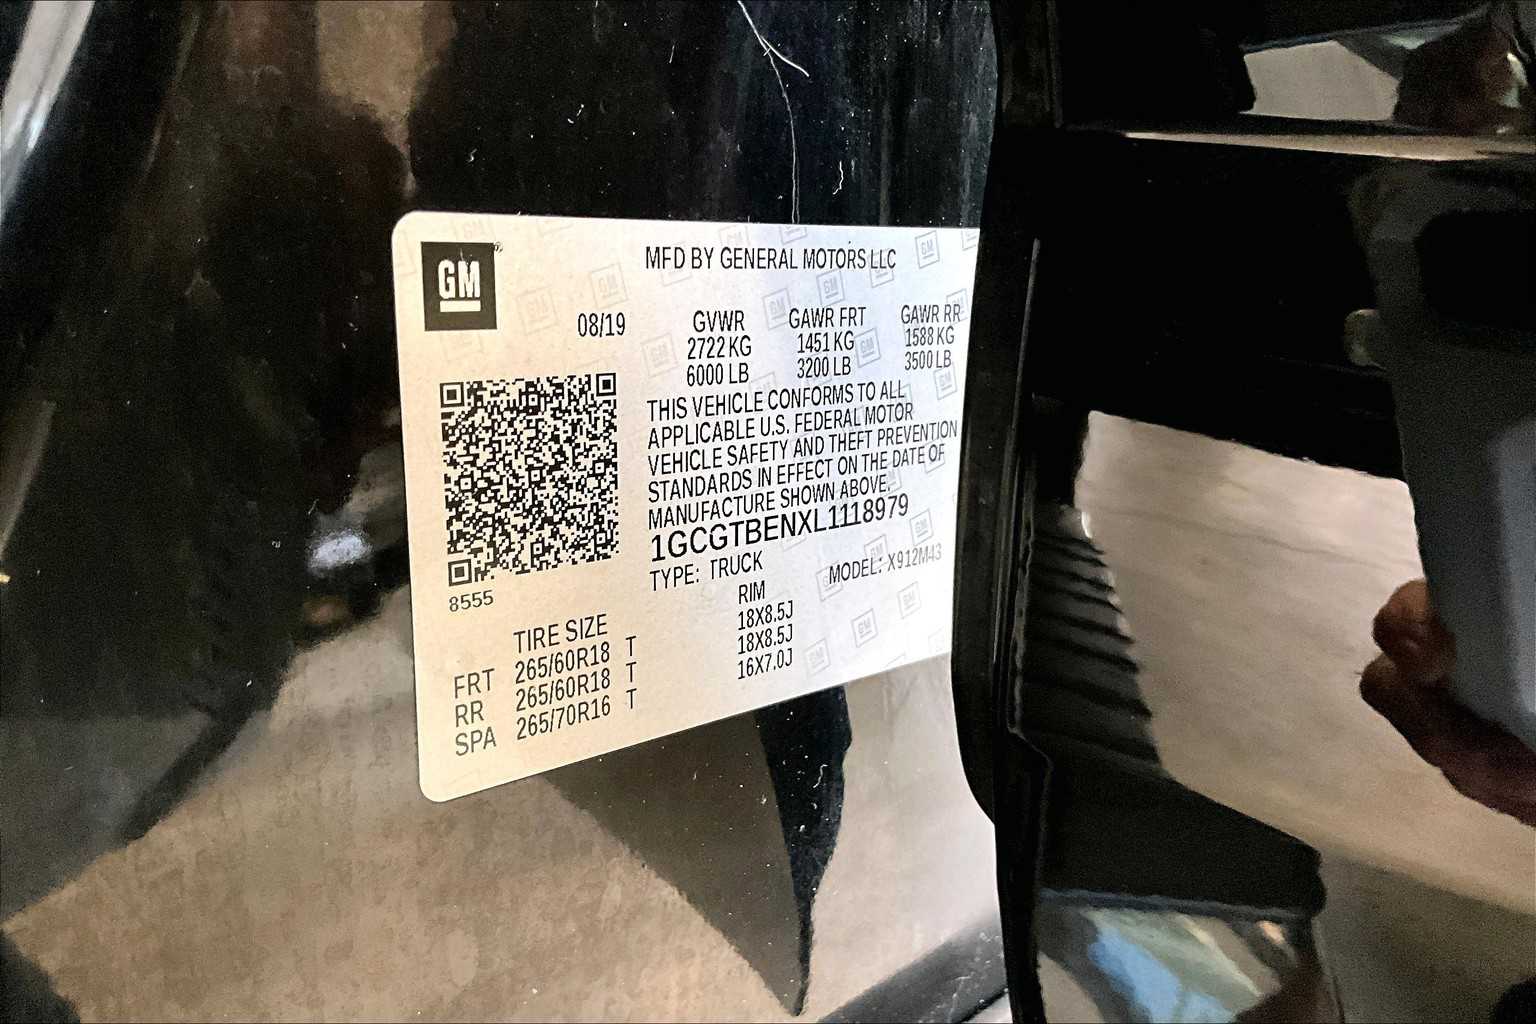 GM
MFD BY GENERAL MOTORS LLC
08/19
GVWR GAWR FRT GAWR RR
2722 KG 1451 KG 1588 KG
6000 LB 3200 LB 3500 LB
THIS VEHICLE CONFORMS TO ALL
APPLICABLE U.S. FEDERAL MOTOR
VEHICLE SAFETY AND THEFT PREVENTION
STANDARDS IN EFFECT ON THE DATE OF
MANUFACTURE SHOWN ABOVE.
1GCGTBENXL1118979
TYPE: TRUCK MODEL: X912M43
8555
TIRE SIZE RIM
FRT 265/60R18 T 18X8.5J
RR 265/60R18 T 18X8.5J
SPA 265/70R16 T 16X7.0J